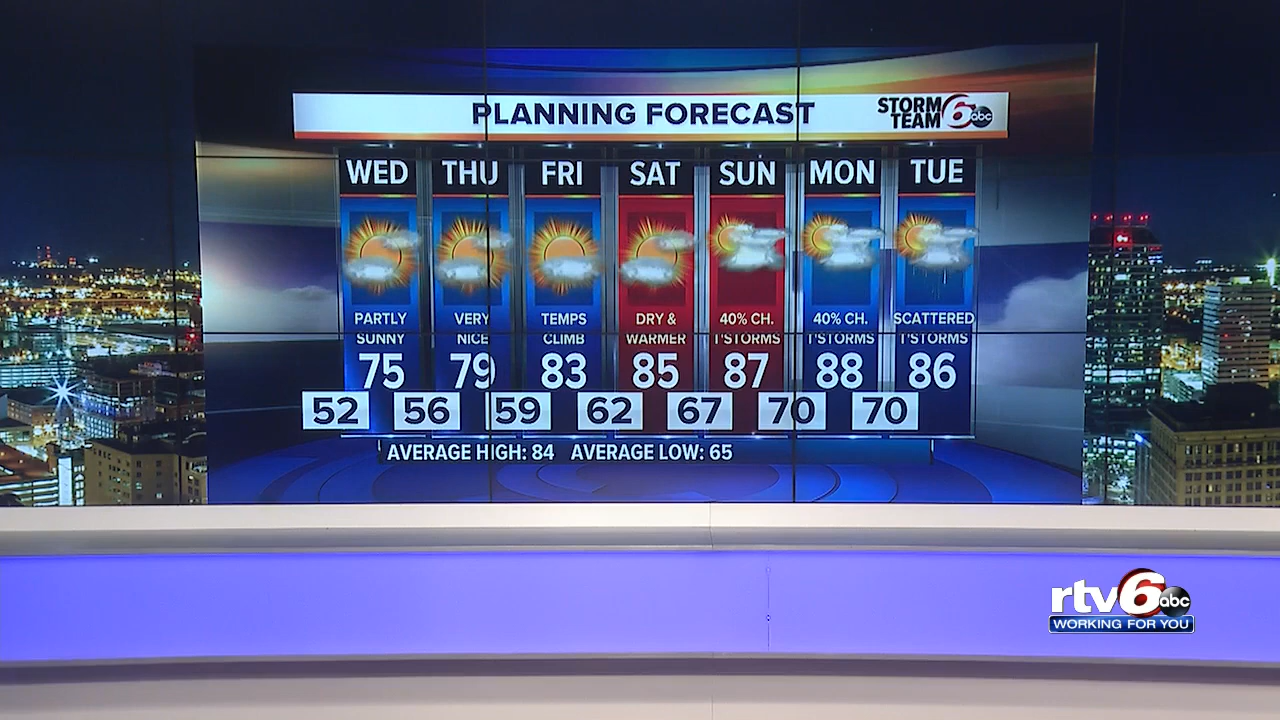 PLANNING FORECAST
STORM TEAM 6 abc
WED THU FRI SAT SUN MON TUE
PARTLY SUNNY
VERY NICE
TEMPS CLIMB
DRY & WARMER
40% CH. T'STORMS
40% CH. T'STORMS
SCATTERED T'STORMS
75 79 83 85 87 88 86
52 56 59 62 67 70 70
AVERAGE HIGH: 84 AVERAGE LOW: 65
rtv6 abc
WORKING FOR YOU